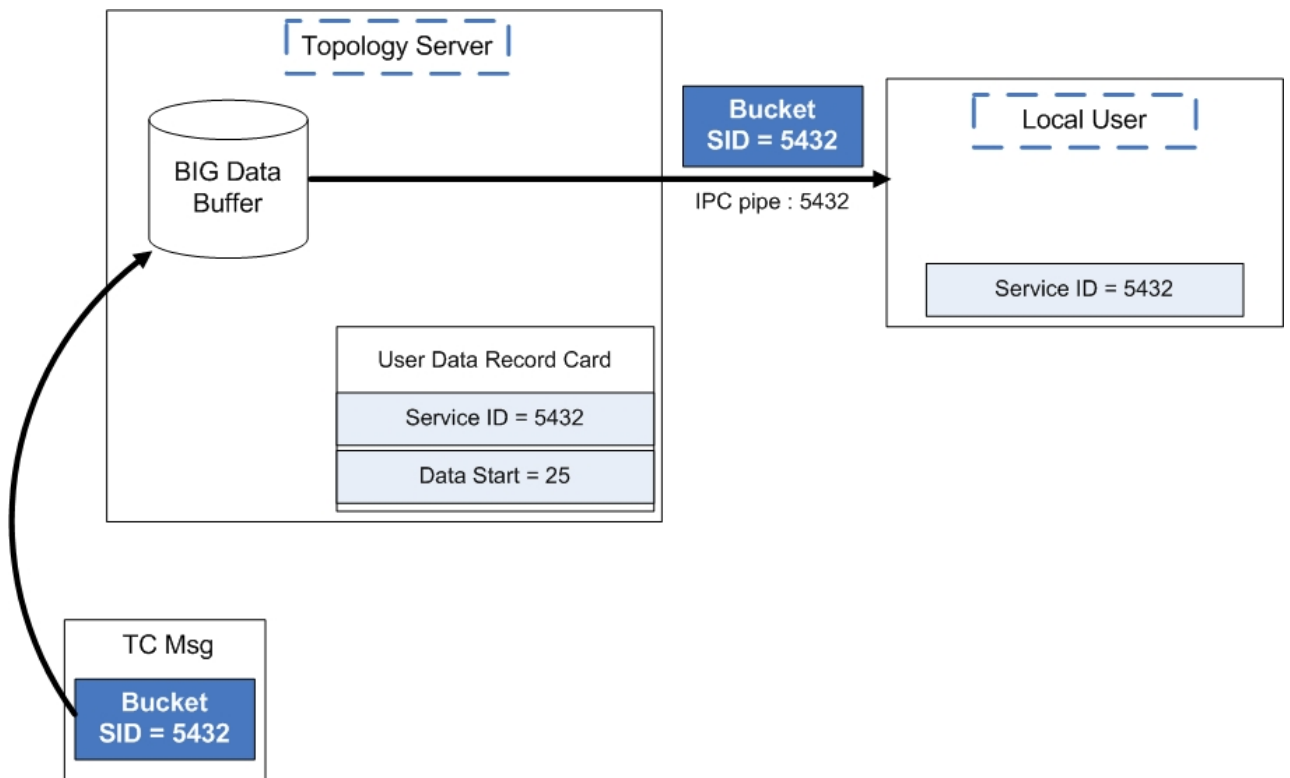 Topology Server
BIG Data
Buffer
Bucket
SID = 5432
IPC pipe : 5432
Local User
Service ID = 5432
User Data Record Card
Service ID = 5432
Data Start = 25
TC Msg
Bucket
SID = 5432